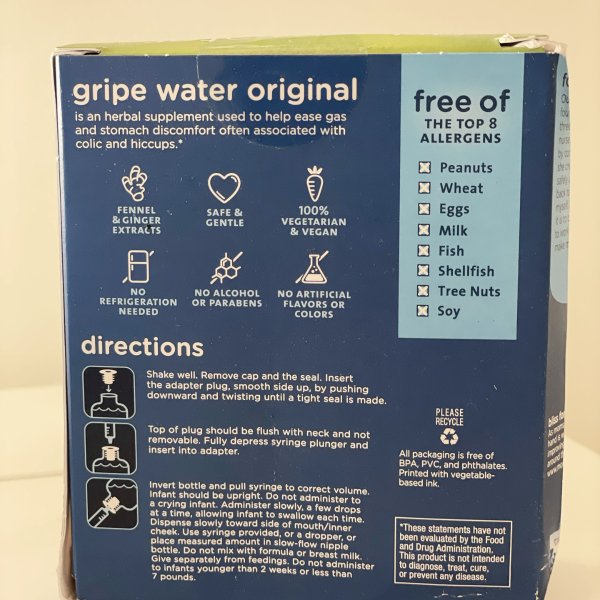 gripe water original
is an herbal supplement used to help ease gas
and stomach discomfort often associated with
colic and hiccups.*
FENNEL
& GINGER
EXTRACTS
SAFE &
GENTLE
100%
VEGETARIAN
& VEGAN
NO
REFRIGERATION
NEEDED
NO ALCOHOL
OR PARABENS
NO ARTIFICIAL
FLAVORS OR
COLORS
free of
THE TOP 8
ALLERGENS
Peanuts
Wheat
Eggs
Milk
Fish
Shellfish
Tree Nuts
Soy
directions
Shake well. Remove cap and the seal. Insert
the adapter plug, smooth side up, by pushing
downward and twisting until a tight seal is made.
Top of plug should be flush with neck and not
removable. Fully depress syringe plunger and
insert into adapter.
Invert bottle and pull syringe to correct volume.
Infant should be upright. Do not administer to
a crying infant. Administer slowly, a few drops
at a time, allowing infant to swallow each time.
Dispense slowly toward side of mouth/inner
cheek. Use syringe provided, or a dropper, or
place measured amount in slow-flow nipple
bottle. Do not mix with formula or breast milk.
Give separately from feedings. Do not administer
to infants younger than 2 weeks or less than
7 pounds.
PLEASE
RECYCLE
All packaging is free of
BPA, PVC, and phthalates.
Printed with vegetable-
based ink.
*These statements have not
been evaluated by the Food
and Drug Administration.
This product is not intended
to diagnose, treat, cure,
or prevent any disease.